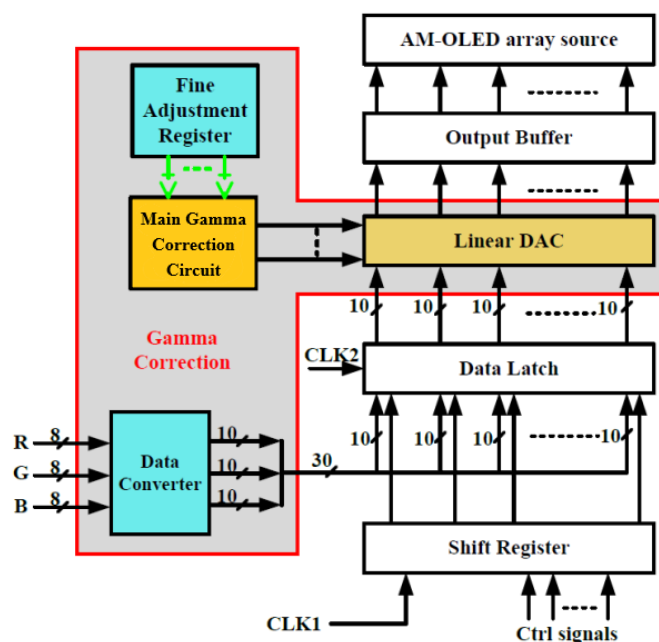 AM-OLED array source
Fine
Adjustment
Register
Output Buffer
Main Gamma
Correction
Circuit
Linear DAC
10 10 10 10
Gamma
Correction
CLK2
Data Latch
R 8 10
G 8 10
B 8 10
Data
Converter
30
10 10 10 10
Shift Register
CLK1
Ctrl signals